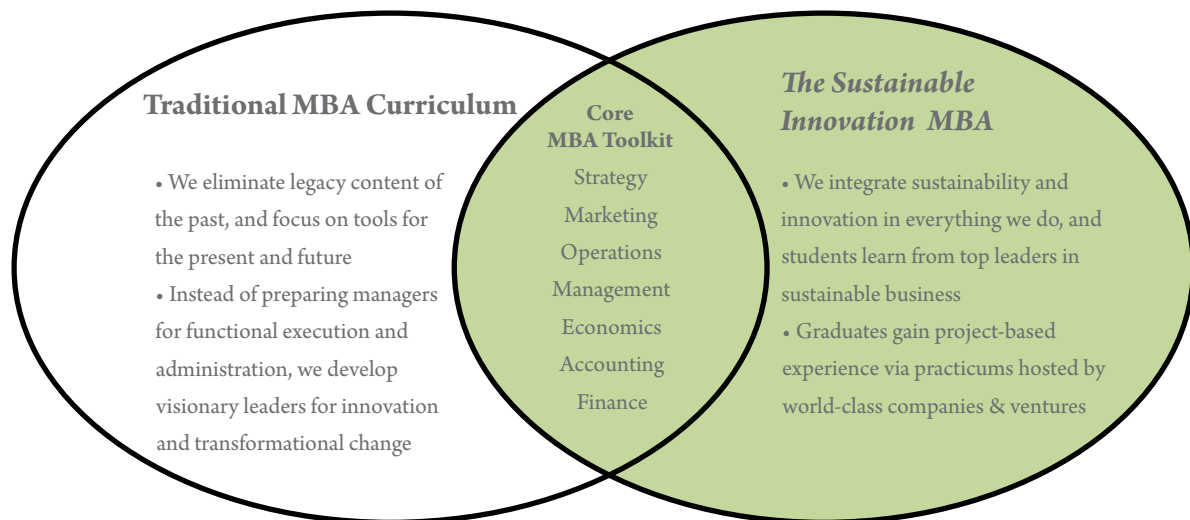 Traditional MBA Curriculum
• We eliminate legacy content of
the past, and focus on tools for
the present and future
• Instead of preparing managers
for functional execution and
administration, we develop
visionary leaders for innovation
and transformational change
Core
MBA Toolkit
Strategy
Marketing
Operations
Management
Economics
Accounting
Finance
The Sustainable
Innovation MBA
• We integrate sustainability and
innovation in everything we do, and
students learn from top leaders in
sustainable business
• Graduates gain project-based
experience via practicums hosted by
world-class companies & ventures